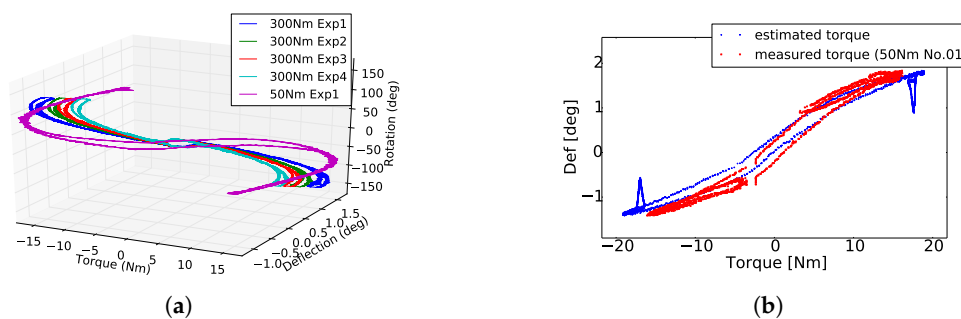 300Nm Exp1
300Nm Exp2
300Nm Exp3
300Nm Exp4
50Nm Exp1
150
100
50
0
−50
−100
−150
Rotation (deg)
−15 −10 −5 0 5 10 15
Torque (Nm)
−1.0 −0.5 0.0 0.5 1.0 1.5
Deflection (deg)
(a)
estimated torque
measured torque (50Nm No.01
2
1
0
−1
Def [deg]
−20 −10 0 10 20
Torque [Nm]
(b)